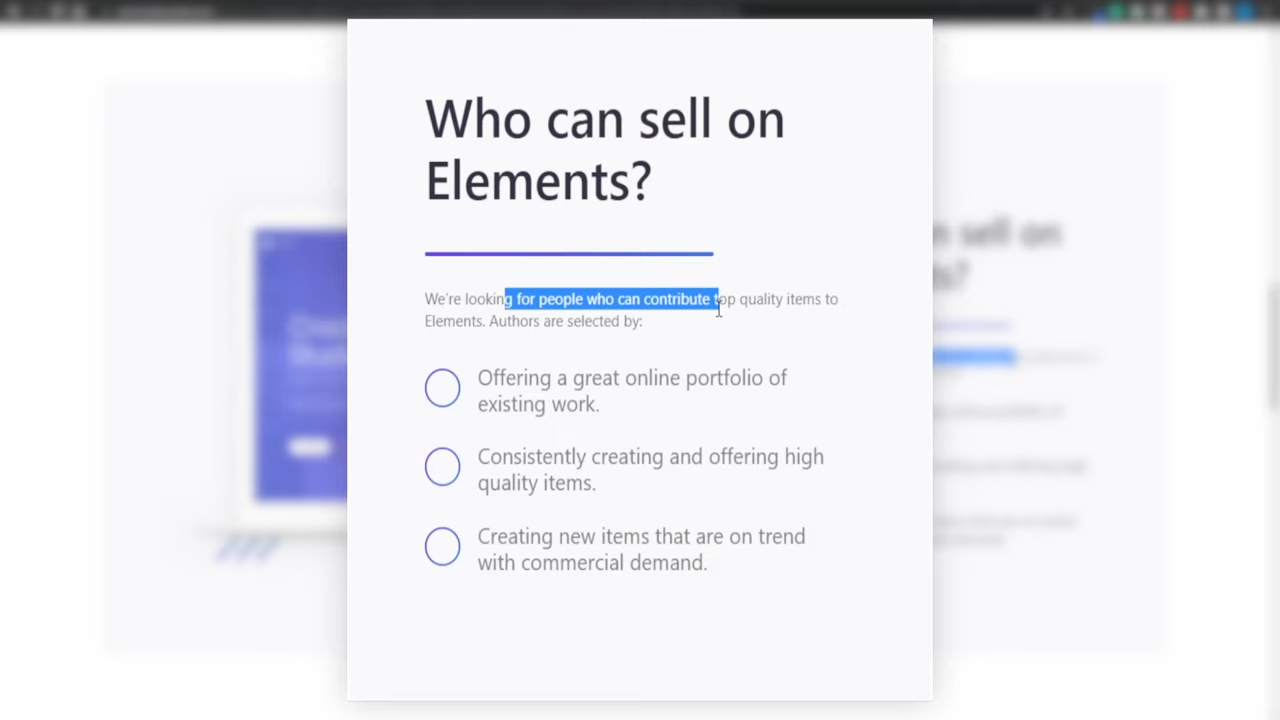 Who can sell on
Elements?
We're looking for people who can contribute top quality items to
Elements. Authors are selected by:
Offering a great online portfolio of
existing work.
Consistently creating and offering high
quality items.
Creating new items that are on trend
with commercial demand.